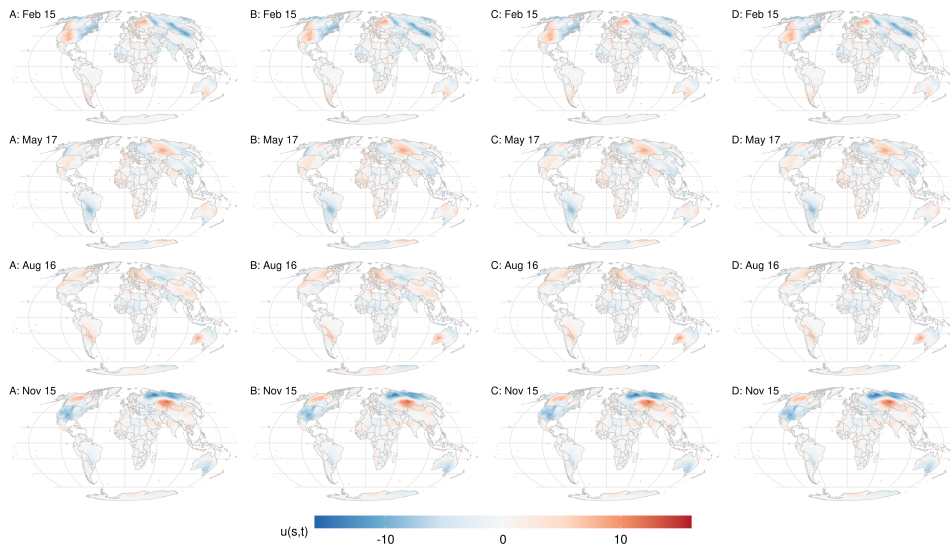 A: Feb 15 B: Feb 15 C: Feb 15 D: Feb 15
A: May 17 B: May 17 C: May 17 D: May 17
A: Aug 16 B: Aug 16 C: Aug 16 D: Aug 16
A: Nov 15 B: Nov 15 C: Nov 15 D: Nov 15
u(s,t)
-10 0 10